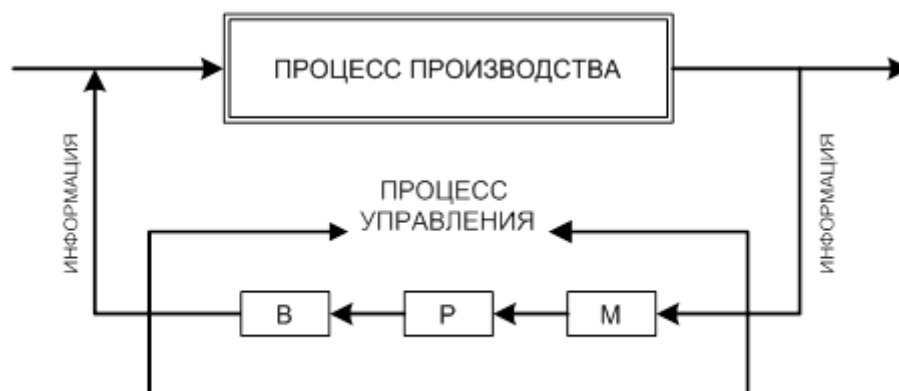 ПРОЦЕСС ПРОИЗВОДСТВА
ИНФОРМАЦИЯ
ИНФОРМАЦИЯ
ПРОЦЕСС
УПРАВЛЕНИЯ
В
Р
М